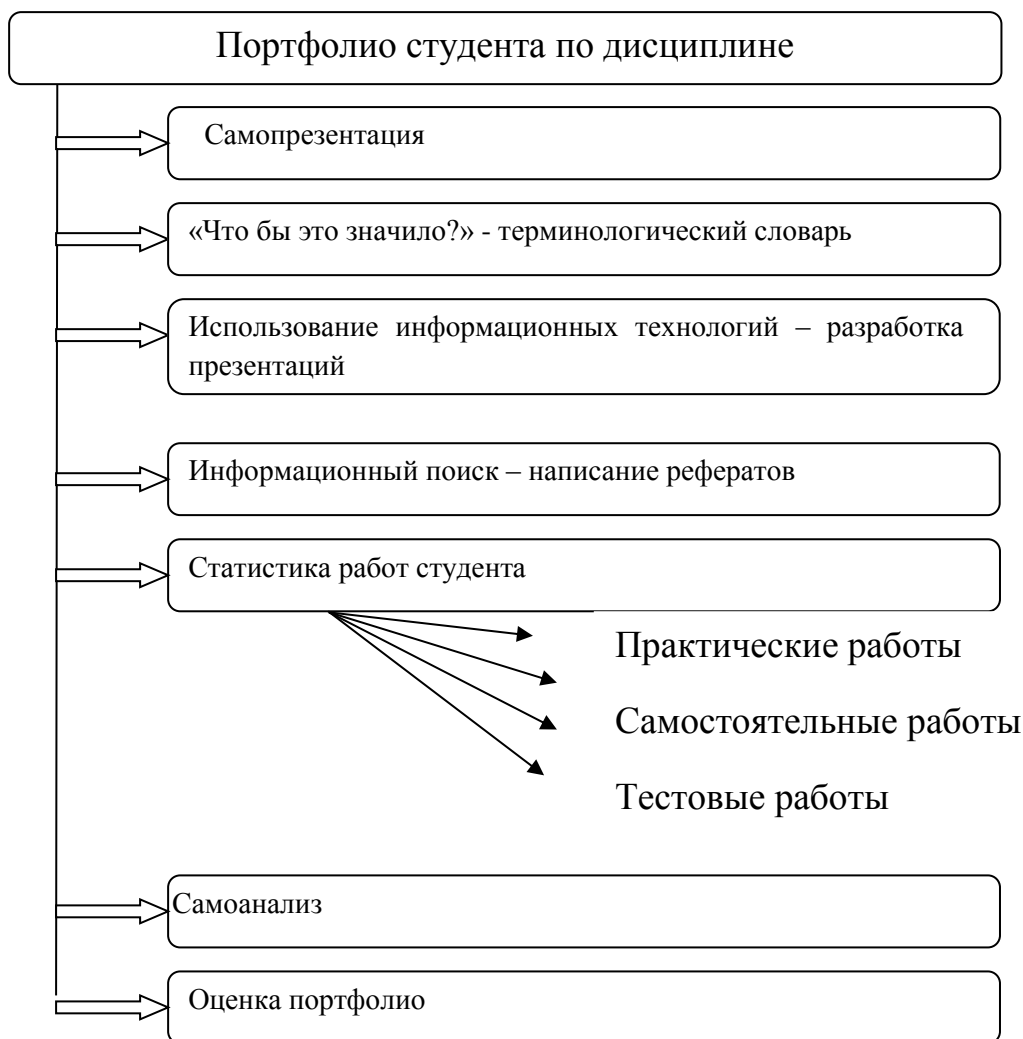 Портфолио студента по дисциплине
Самопрезентация
«Что бы это значило?» - терминологический словарь
Использование информационных технологий – разработка
презентаций
Информационный поиск – написание рефератов
Статистика работ студента
Практические работы
Самостоятельные работы
Тестовые работы
Самоанализ
Оценка портфолио